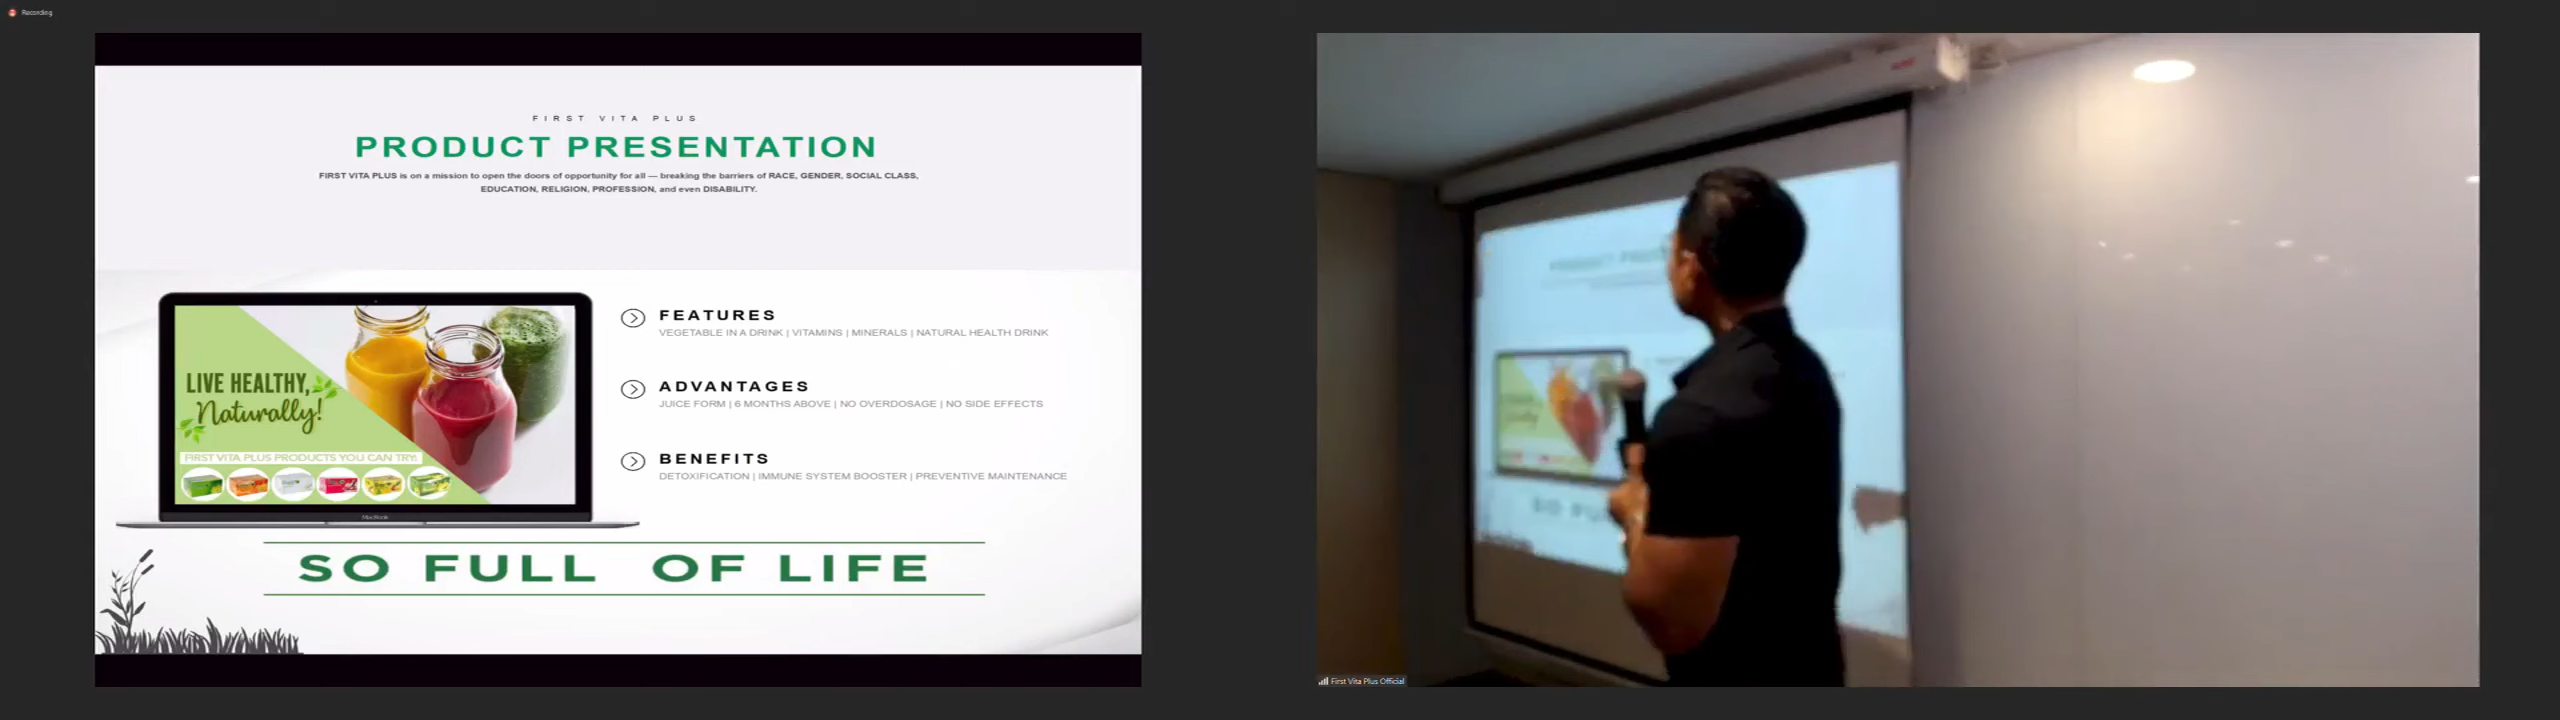 Recording
FIRST VITA PLUS
PRODUCT PRESENTATION
FIRST VITA PLUS is on a mission to open the doors of opportunity for all — breaking the barriers of RACE, GENDER, SOCIAL CLASS,
EDUCATION, RELIGION, PROFESSION, and even DISABILITY.
LIVE HEALTHY,
Naturally!
FIRST VITA PLUS PRODUCTS YOU CAN TRY:
MacBook
FEATURES
VEGETABLE IN A DRINK | VITAMINS | MINERALS | NATURAL HEALTH DRINK
ADVANTAGES
JUICE FORM | 6 MONTHS ABOVE | NO OVERDOSAGE | NO SIDE EFFECTS
BENEFITS
DETOXIFICATION | IMMUNE SYSTEM BOOSTER | PREVENTIVE MAINTENANCE
SO FULL OF LIFE
First Vita Plus Official